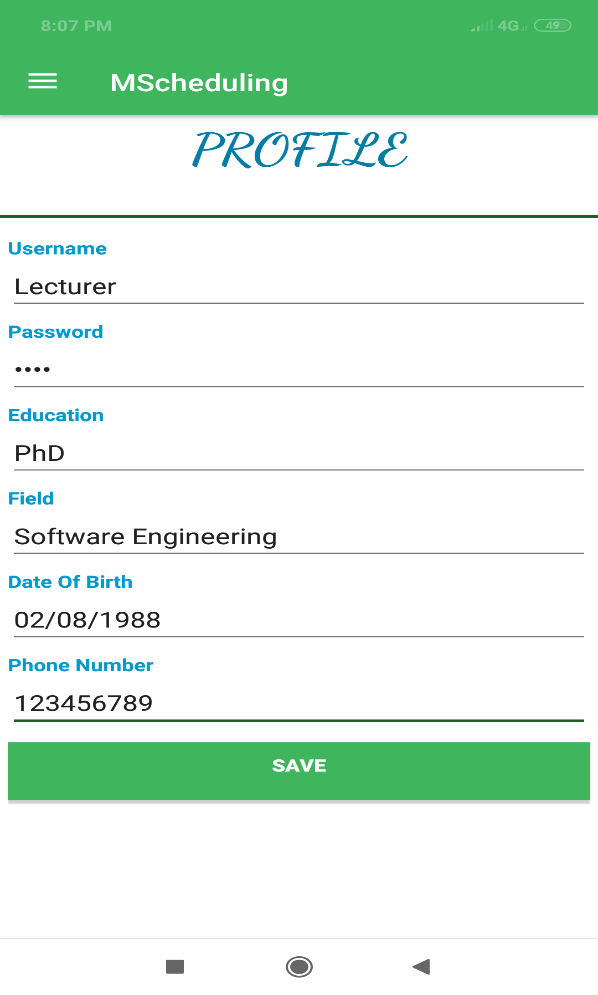 8:07 PM 4G 49
MScheduling
PROFILE
Username
Lecturer
Password
••••
Education
PhD
Field
Software Engineering
Date Of Birth
02/08/1988
Phone Number
123456789
SAVE